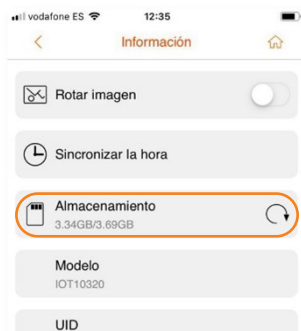 vodafone ES 12:35
Información
Rotar imagen
Sincronizar la hora
Almacenamiento
3.34GB/3.69GB
Modelo
IOT10320
UID